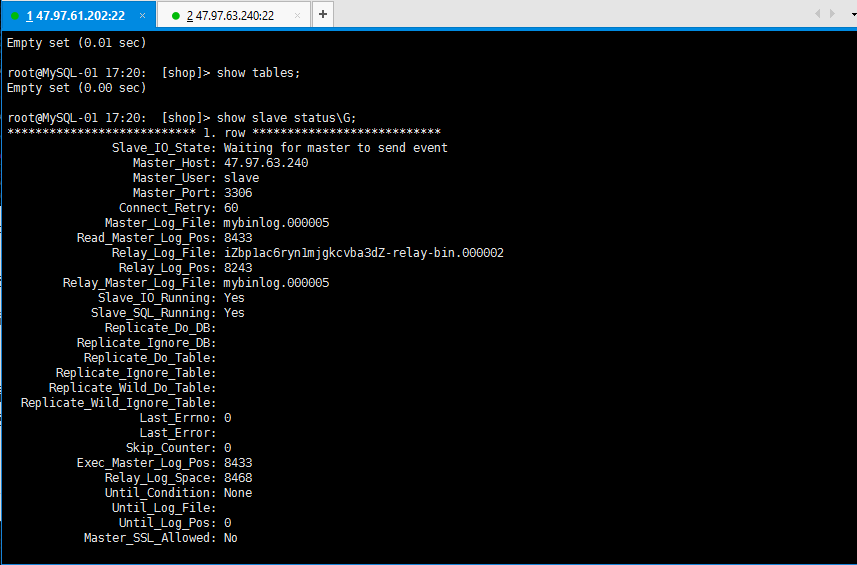 1 47.97.61.202:22 × 2 47.97.63.240:22 × +
Empty set (0.01 sec)
root@MySQL-01 17:20:  [shop]> show tables;
Empty set (0.00 sec)
root@MySQL-01 17:20:  [shop]> show slave status\G;
*************************** 1. row ***************************
Slave_IO_State: Waiting for master to send event
Master_Host: 47.97.63.240
Master_User: slave
Master_Port: 3306
Connect_Retry: 60
Master_Log_File: mybinlog.000005
Read_Master_Log_Pos: 8433
Relay_Log_File: iZbp1ac6ryn1mjgkcvba3dZ-relay-bin.000002
Relay_Log_Pos: 8243
Relay_Master_Log_File: mybinlog.000005
Slave_IO_Running: Yes
Slave_SQL_Running: Yes
Replicate_Do_DB:
Replicate_Ignore_DB:
Replicate_Do_Table:
Replicate_Ignore_Table:
Replicate_Wild_Do_Table:
Replicate_Wild_Ignore_Table:
Last_Errno: 0
Last_Error:
Skip_Counter: 0
Exec_Master_Log_Pos: 8433
Relay_Log_Space: 8468
Until_Condition: None
Until_Log_File:
Until_Log_Pos: 0
Master_SSL_Allowed: No